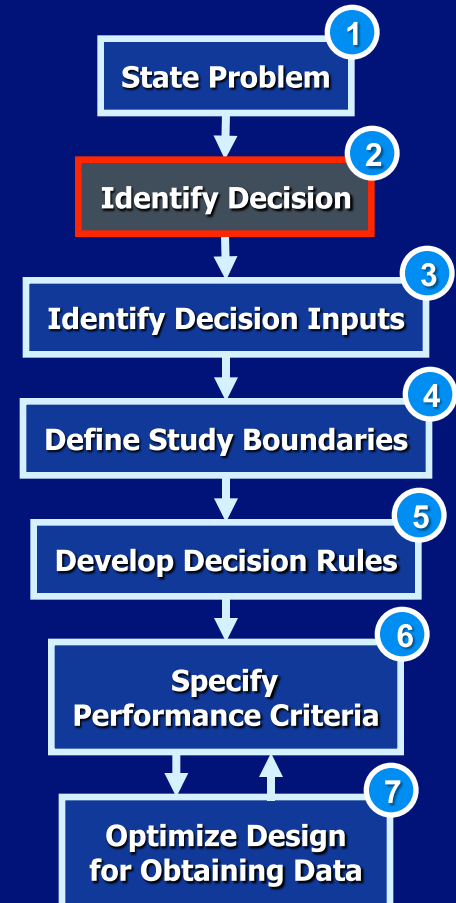 1
State Problem
2
Identify Decision
3
Identify Decision Inputs
4
Define Study Boundaries
5
Develop Decision Rules
6
Specify
Performance Criteria
7
Optimize Design
for Obtaining Data